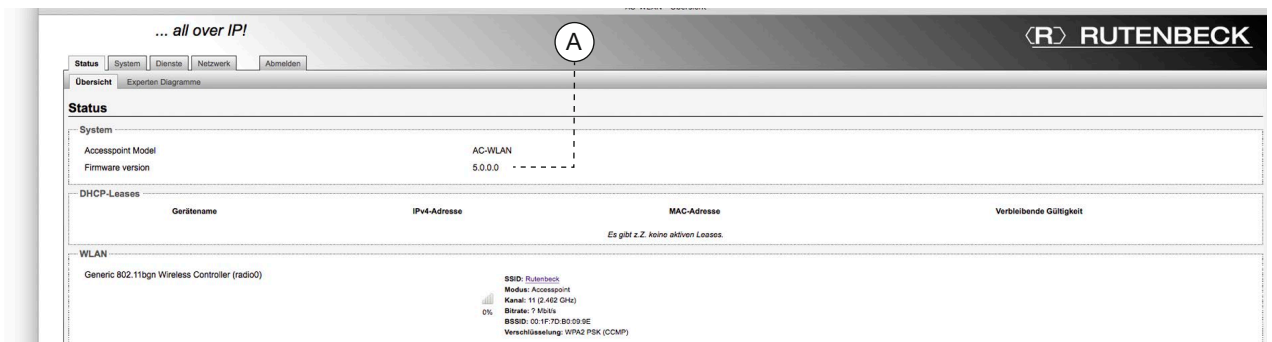 AC-WLAN - Übersicht
... all over IP!
A
⟨R⟩ RUTENBECK
Status System Dienste Netzwerk Abmelden
Übersicht Experten Diagramme
Status
System
Accesspoint Model AC-WLAN
Firmware version 5.0.0.0
DHCP-Leases
Gerätename IPv4-Adresse MAC-Adresse Verbleibende Gültigkeit
Es gibt z.Z. keine aktiven Leases.
WLAN
Generic 802.11bgn Wireless Controller (radio0)
SSID: Rutenbeck
Modus: Accesspoint
Kanal: 11 (2.462 GHz)
0% Bitrate: ? Mbit/s
BSSID: 00:1F:7D:B0:09:9E
Verschlüsselung: WPA2 PSK (CCMP)